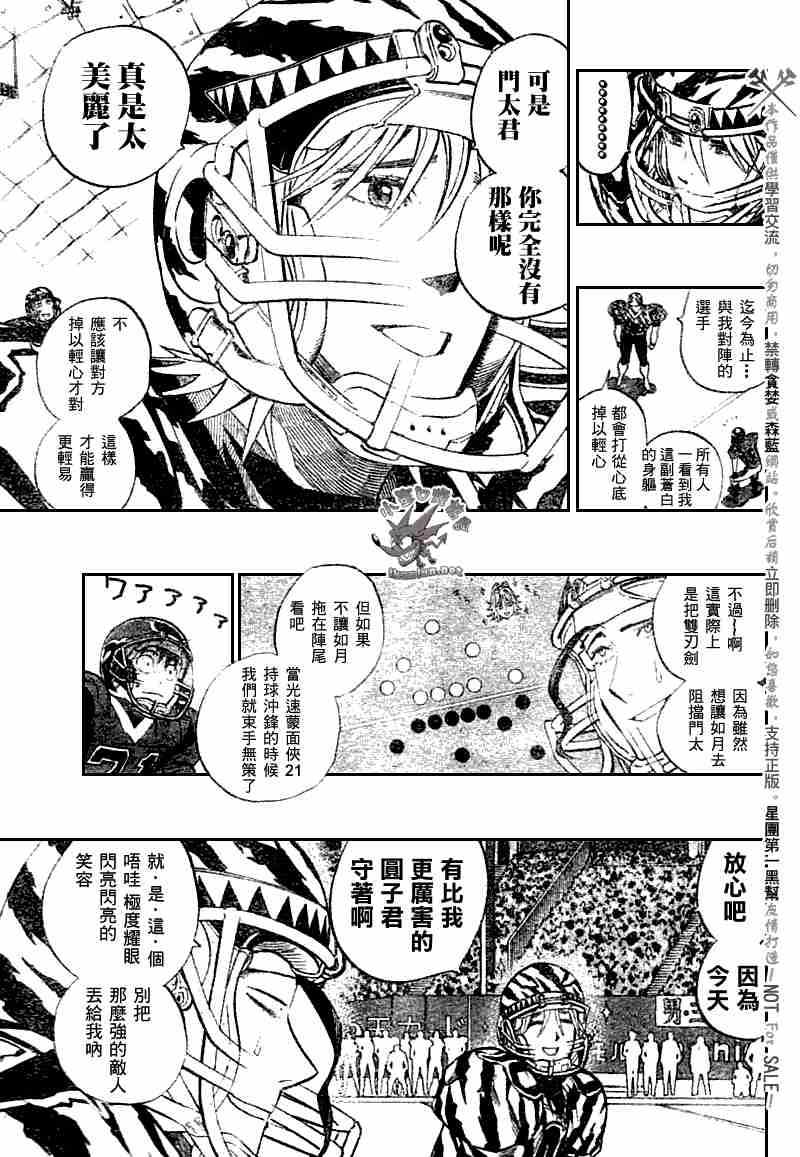 ………
迄今為止…
與我對陣的
選手
所有人
一看到我
這副蒼白
的身軀
都會打從心底
掉以輕心
可是
門太君
你完全沒有
那樣呢
真是太
美麗了
不
應該讓對方
掉以輕心才對
這樣
才能贏得
更輕易
不過~啊
這實際上
是把雙刃劍
因為雖然
想讓如月去
阻擋門太
但如果
不讓如月
拖在陣尾
看吧
當光速蒙面俠21
持球沖鋒的時候
我們就束手無策了
ワァァァァァ
71
放心吧
因為
今天
有比我
更厲害的
圓子君
守著啊
就.是.這.個
唔哇 極度耀眼
閃亮閃亮的
笑容
別把
那麼強的敵人
丟給我吶
本作品僅供學習交流，切勿商用，禁轉貪婪威森藍網站。欣賞后請立即删除，如您喜歡，支持正版。星團第一黑幫友情打造!! NOT For SALE!!